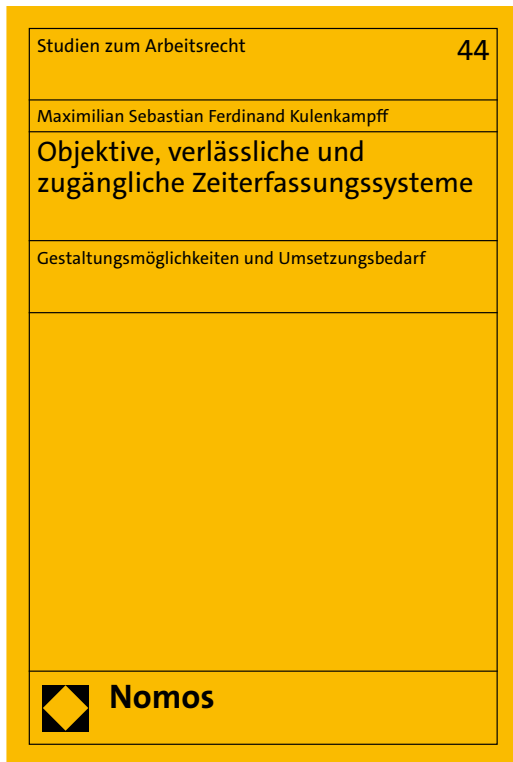 Studien zum Arbeitsrecht 44
Maximilian Sebastian Ferdinand Kulenkampff
Objektive, verlässliche und
zugängliche Zeiterfassungssysteme
Gestaltungsmöglichkeiten und Umsetzungsbedarf
Nomos